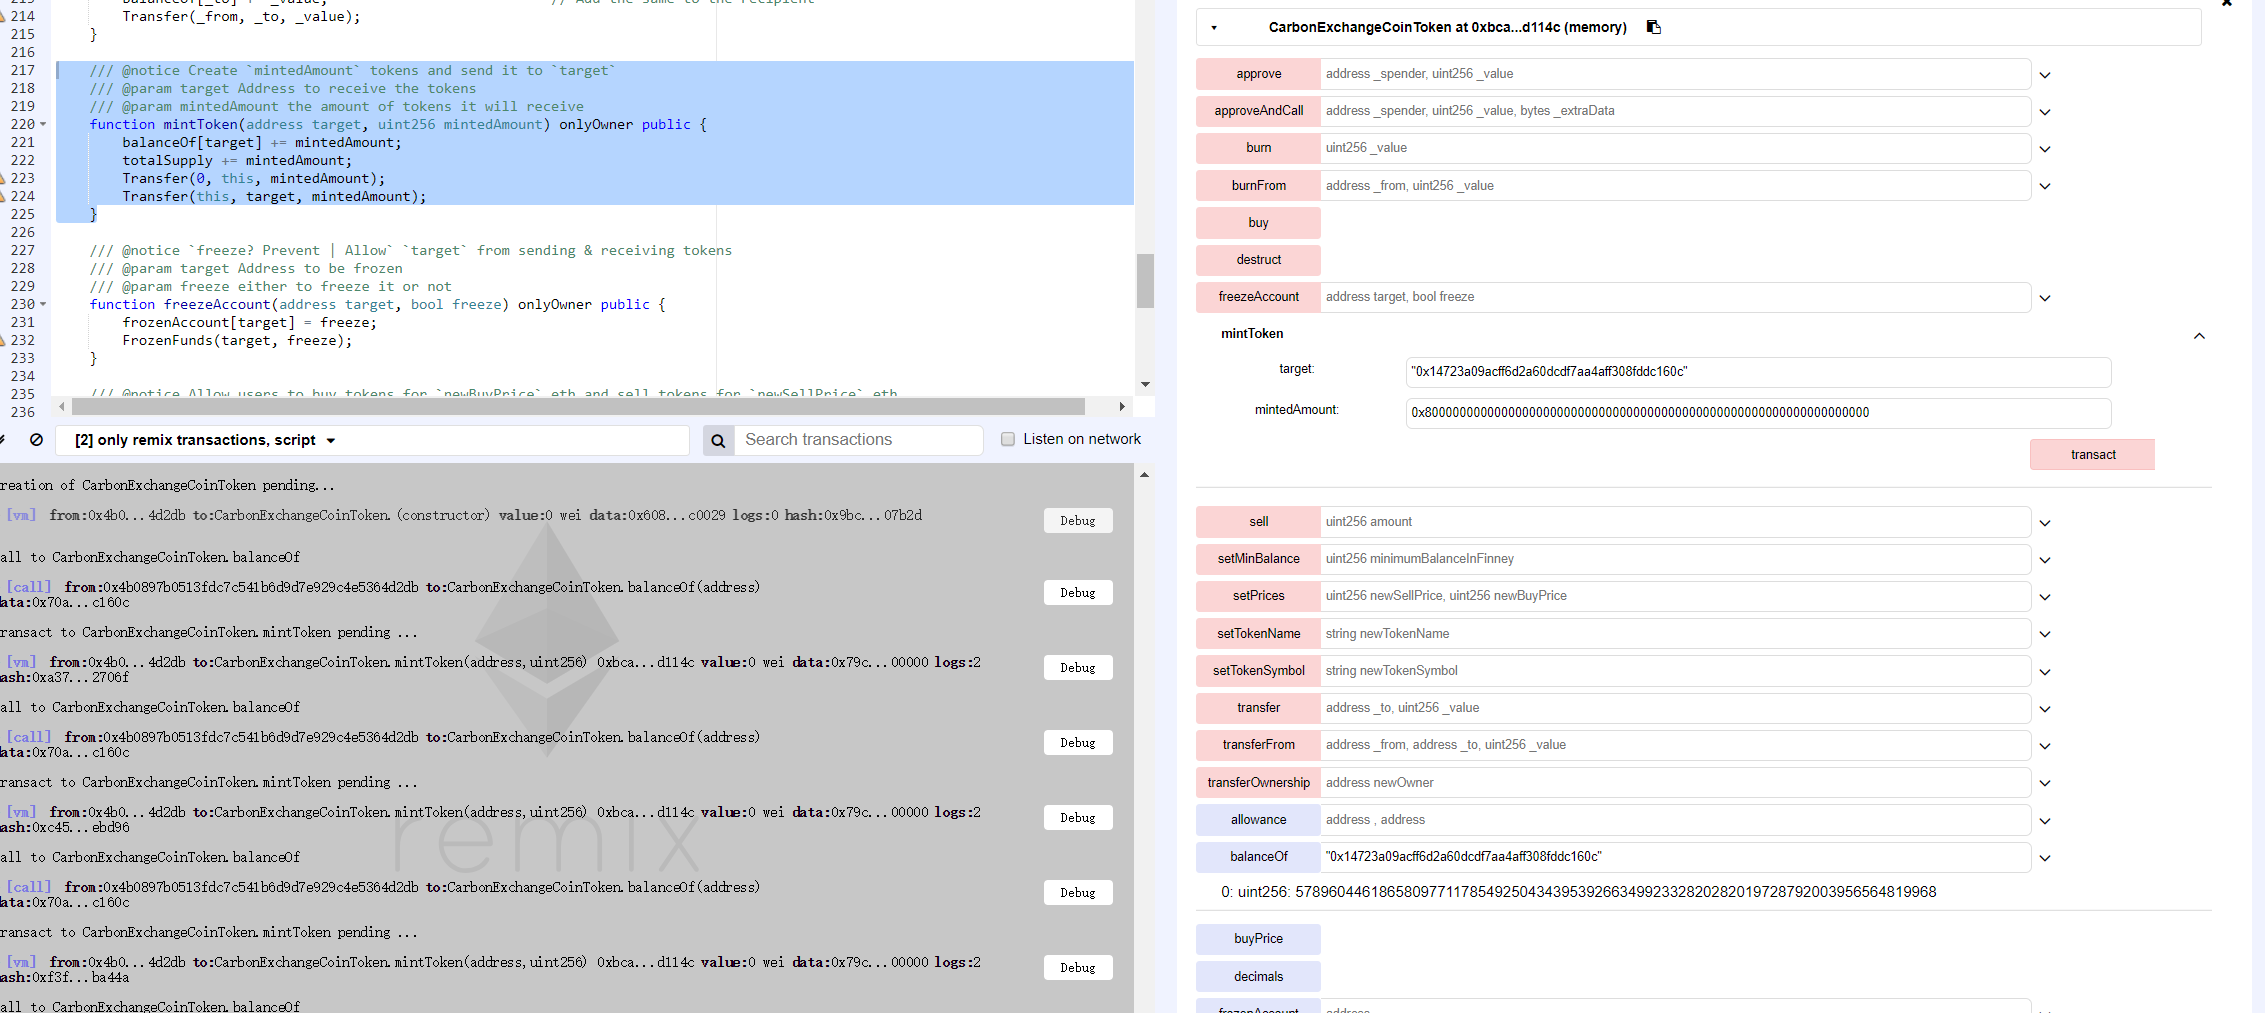 214 Transfer(_from, _to, _value);
215 }
216
217 /// @notice Create `mintedAmount` tokens and send it to `target`
218 /// @param target Address to receive the tokens
219 /// @param mintedAmount the amount of tokens it will receive
220 function mintToken(address target, uint256 mintedAmount) onlyOwner public {
221 balanceOf[target] += mintedAmount;
222 totalSupply += mintedAmount;
223 Transfer(0, this, mintedAmount);
224 Transfer(this, target, mintedAmount);
225 }
226
227 /// @notice `freeze? Prevent | Allow` `target` from sending & receiving tokens
228 /// @param target Address to be frozen
229 /// @param freeze either to freeze it or not
230 function freezeAccount(address target, bool freeze) onlyOwner public {
231 frozenAccount[target] = freeze;
232 FrozenFunds(target, freeze);
233 }
234
235 /// @notice Allow users to buy tokens for `newBuyPrice` eth and sell tokens for `newSellPrice` eth
236
[2] only remix transactions, script
Search transactions
Listen on network
reation of CarbonExchangeCoinToken pending...
[vm] from:0x4b0...4d2db to:CarbonExchangeCoinToken.(constructor) value:0 wei data:0x608...c0029 logs:0 hash:0x9bc...07b2d
Debug
all to CarbonExchangeCoinToken.balanceOf
[call] from:0x4b0897b0513fdc7c541b6d9d7e929c4e5364d2db to:CarbonExchangeCoinToken.balanceOf(address)
ata:0x70a...c160c
Debug
ransact to CarbonExchangeCoinToken.mintToken pending ...
[vm] from:0x4b0...4d2db to:CarbonExchangeCoinToken.mintToken(address,uint256) 0xbca...d114c value:0 wei data:0x79c...00000 logs:2
ash:0xa37...2706f
Debug
all to CarbonExchangeCoinToken.balanceOf
[call] from:0x4b0897b0513fdc7c541b6d9d7e929c4e5364d2db to:CarbonExchangeCoinToken.balanceOf(address)
ata:0x70a...c160c
Debug
ransact to CarbonExchangeCoinToken.mintToken pending ...
[vm] from:0x4b0...4d2db to:CarbonExchangeCoinToken.mintToken(address,uint256) 0xbca...d114c value:0 wei data:0x79c...00000 logs:2
ash:0xc45...ebd96
Debug
remix
all to CarbonExchangeCoinToken.balanceOf
[call] from:0x4b0897b0513fdc7c541b6d9d7e929c4e5364d2db to:CarbonExchangeCoinToken.balanceOf(address)
ata:0x70a...c160c
Debug
ransact to CarbonExchangeCoinToken.mintToken pending ...
[vm] from:0x4b0...4d2db to:CarbonExchangeCoinToken.mintToken(address,uint256) 0xbca...d114c value:0 wei data:0x79c...00000 logs:2
ash:0xf3f...ba44a
Debug
all to CarbonExchangeCoinToken.balanceOf
CarbonExchangeCoinToken at 0xbca...d114c (memory)
approve address _spender, uint256 _value
approveAndCall address _spender, uint256 _value, bytes _extraData
burn uint256 _value
burnFrom address _from, uint256 _value
buy
destruct
freezeAccount address target, bool freeze
mintToken
target: "0x14723a09acff6d2a60dcdf7aa4aff308fddc160c"
mintedAmount: 0x8000000000000000000000000000000000000000000000000000000000000000
transact
sell uint256 amount
setMinBalance uint256 minimumBalanceInFinney
setPrices uint256 newSellPrice, uint256 newBuyPrice
setTokenName string newTokenName
setTokenSymbol string newTokenSymbol
transfer address _to, uint256 _value
transferFrom address _from, address _to, uint256 _value
transferOwnership address newOwner
allowance address , address
balanceOf "0x14723a09acff6d2a60dcdf7aa4aff308fddc160c"
0: uint256: 57896044618658097711785492504343953926634992332820282019728792003956564819968
buyPrice
decimals
frozenAccount address